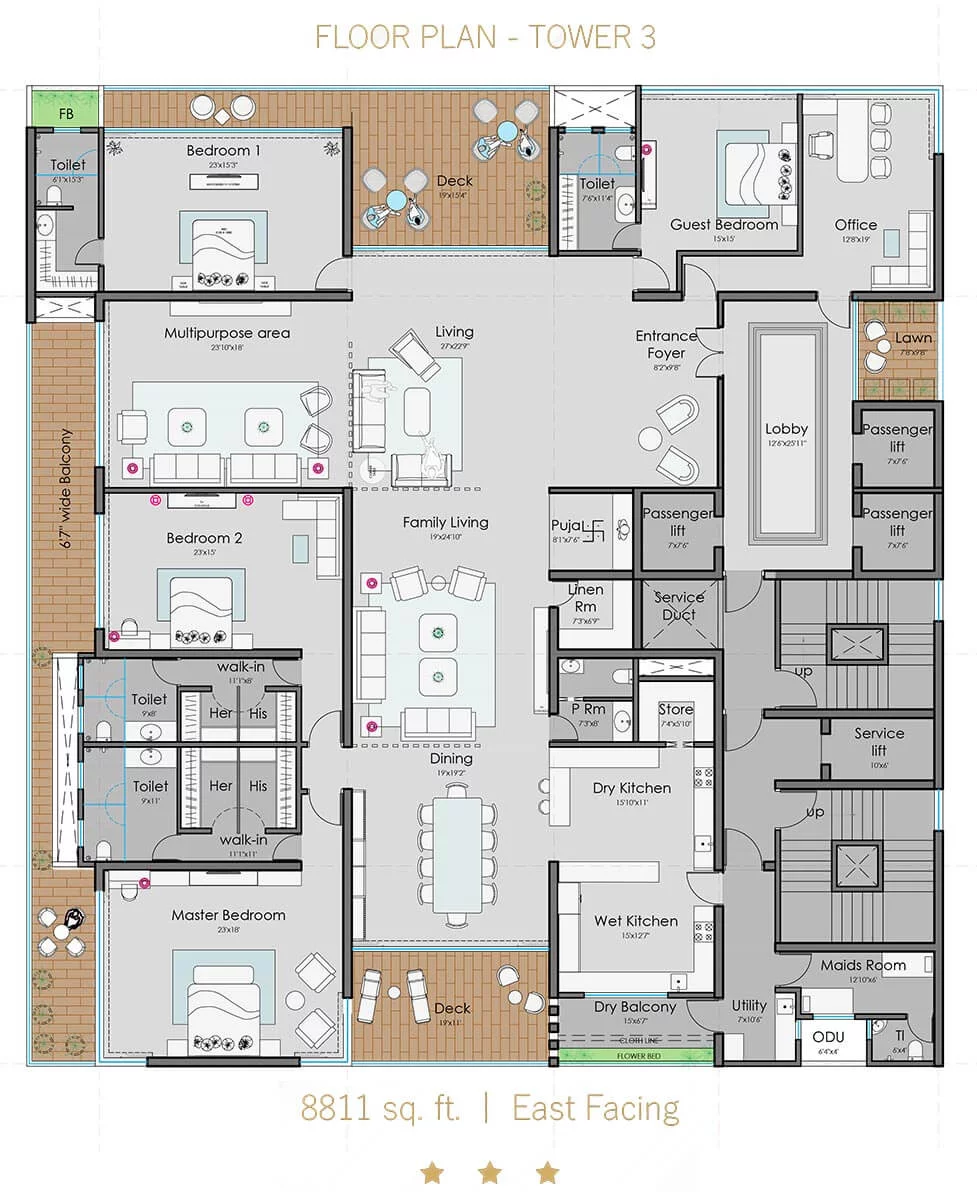 FLOOR PLAN - TOWER 3
FB
Toilet
6'1"x15'3"
Bedroom 1
23'x15'3"
Deck
19'x15'4"
Toilet
7'6"x11'4"
Guest Bedroom
15'x15'
Office
12'8"x19'
Multipurpose area
23'10"x18'
Living
27'x22'9"
Entrance
Foyer
8'2"x9'8"
Lawn
7'8"x9'8"
Lobby
12'6"x25'11"
Passenger
lift
7'x7'6"
6'7" wide Balcony
Bedroom 2
23'x15'
Family Living
19'x24'10"
Puja
8'1"x7'6"
Passenger
lift
7'x7'6"
Passenger
lift
7'x7'6"
Linen
Rm
7'3"x6'9"
Service
Duct
up
walk-in
11'1"x8'
Toilet
9'x8'
Her
His
P Rm
7'3"x8'
Store
7'4"x5'10"
Service
lift
10'x6'
Dining
19'x19'2"
Toilet
9'x11'
Her
His
walk-in
11'1"x11'
Dry Kitchen
15'10"x11'
up
Master Bedroom
23'x18'
Wet Kitchen
15'x12'7"
Maids Room
12'10"x6'
Deck
19'x11'
Dry Balcony
15'x6'7"
CLOTH LINE
FLOWER BED
Utility
7'x10'6"
ODU
6'4"x4'
Tl
5'x4'
8811 sq. ft. | East Facing